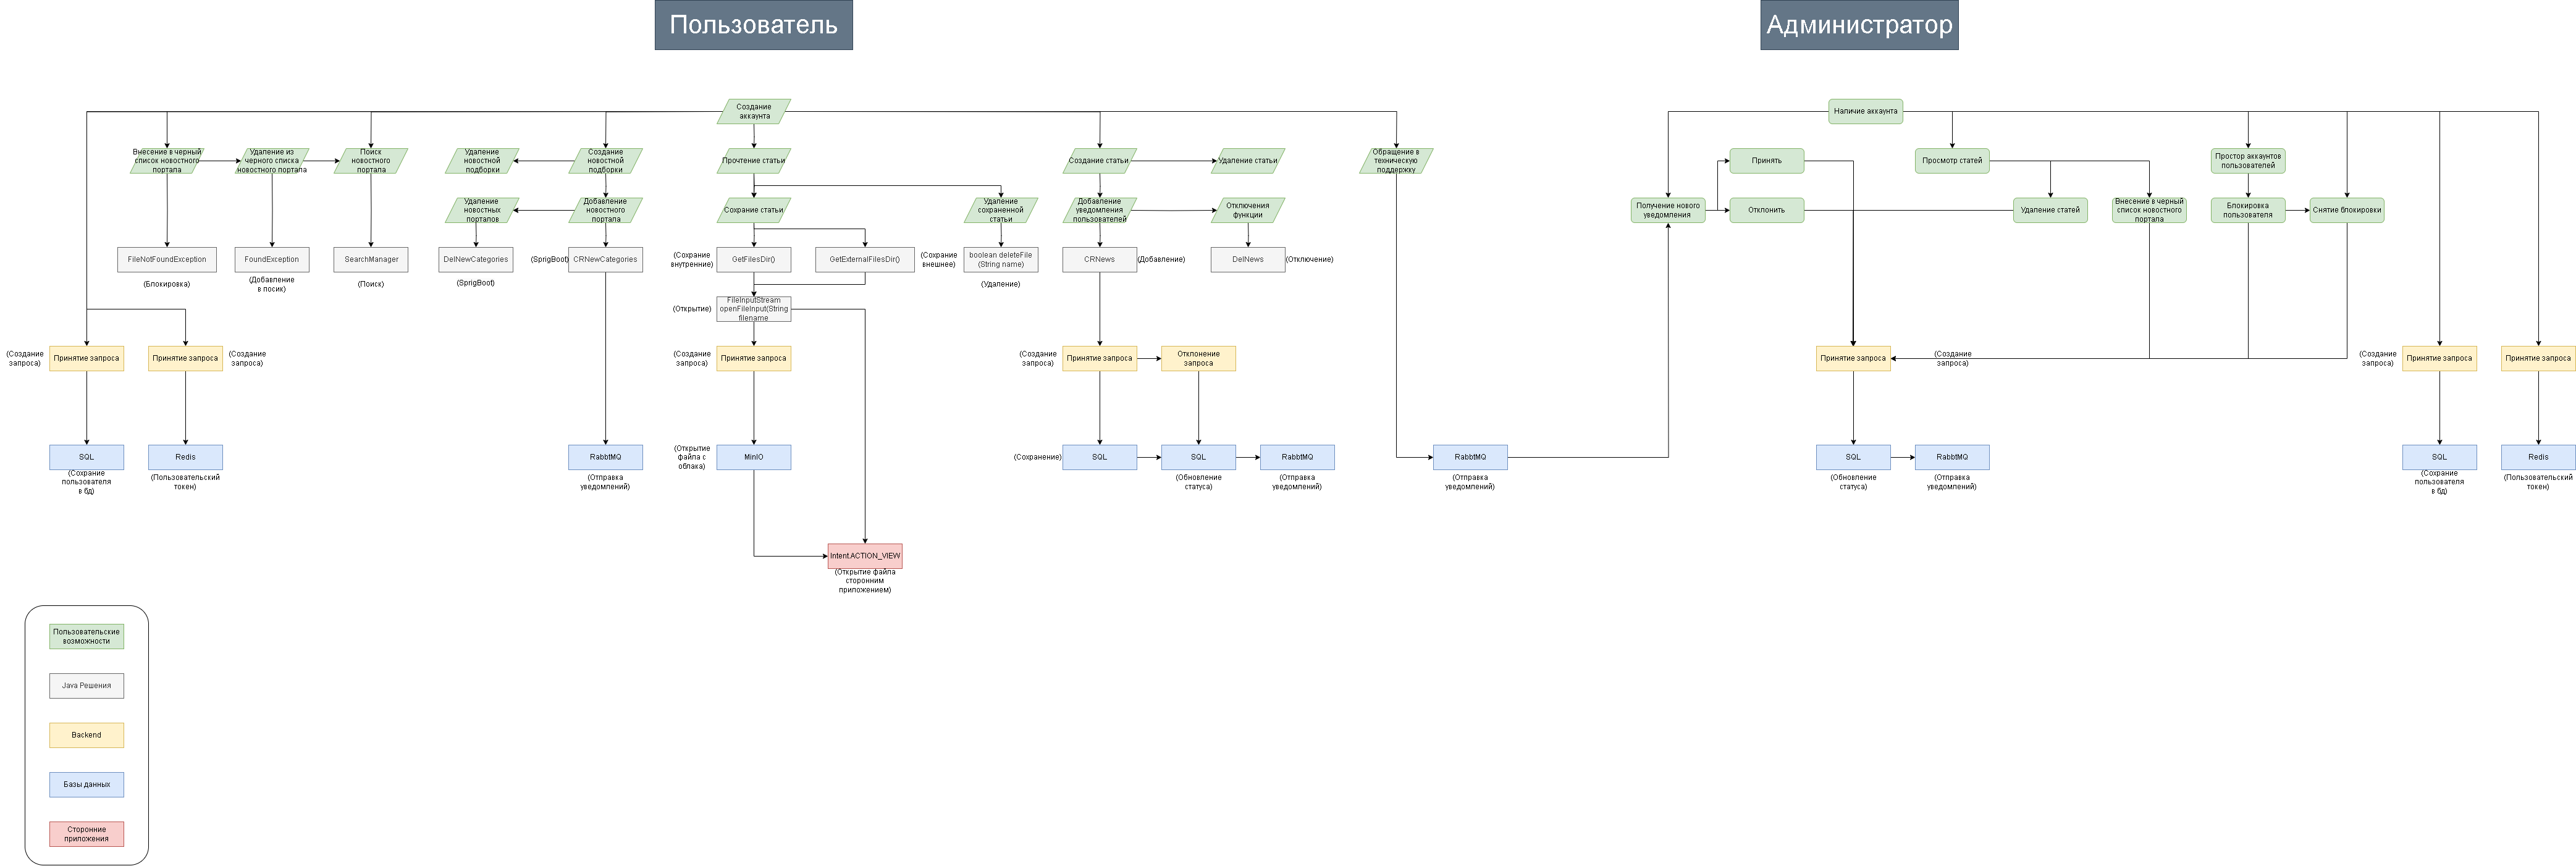 Пользователь
Администратор
Создание
аккаунта
Наличие аккаунта
Внесение в черный
список новостного
портала
Удаление из
черного списка
новостного портала
Поиск
новостного
портала
Удаление
новостной
подборки
Создание
новостной
подборки
Прочтение статьи
Создание статьи
Удаление статьи
Обращение в
техническую
поддержку
Принять
Просмотр статей
Простор аккаунтов
пользователей
Удаление
новостных
порталов
Добавление
новостного
портала
Сохрание статьи
Удаление
сохраненной
статьи
Добавление
уведомления
пользователей
Отключения
функции
Получение нового
уведомления
Отклонить
Удаление статей
Внесение в черный
список новостного
портала
Блокировка
пользователя
Снятие блокировки
FileNotFoundException
(Блокировка)
FoundException
(Добавление
в посик)
SearchManager
(Поиск)
DelNewCategories
(SprigBoot)
(SprigBoot)
CRNewCategories
(Сохрание
внутренние)
GetFilesDir()
GetExternalFilesDir()
(Сохрание
внешнее)
boolean deleteFile
(String name)
(Удаление)
CRNews
(Добавление)
DelNews
(Отключение)
(Открытие)
FileInputStream
openFileInput(String
filename
(Создание
запроса)
Принятие запроса
Принятие запроса
(Создание
запроса)
(Создание
запроса)
Принятие запроса
(Создание
запроса)
Принятие запроса
Отклонение
запроса
Принятие запроса
(Создание
запроса)
(Создание
запроса)
Принятие запроса
Принятие запроса
SQL
(Сохрание
пользователя
в бд)
Redis
(Пользовательский
токен)
RabbtMQ
(Отправка
уведомлений)
(Открытие
файла с
облака)
MinIO
(Сохранение)
SQL
SQL
(Обновление
статуса)
RabbtMQ
(Отправка
уведомлений)
RabbtMQ
(Отправка
уведомлений)
SQL
(Обновление
статуса)
RabbtMQ
(Отправка
уведомлений)
SQL
(Сохрание
пользователя
в бд)
Redis
(Пользовательский
токен)
Intent.ACTION_VIEW
(Открытие файла
сторонним
приложением)
Пользовательские
возможности
Java Решения
Backend
Базы данных
Сторонние
приложения